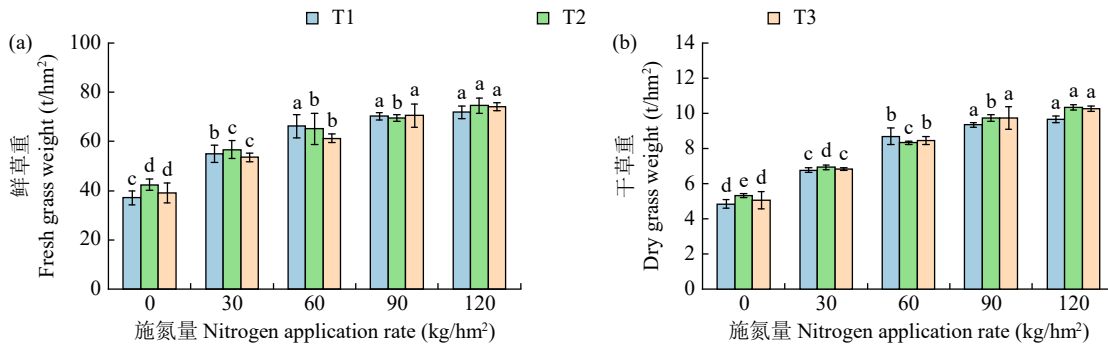 T1 T2 T3
(a)
鲜草重
Fresh grass weight (t/hm²)
100
80
60
40
20
0
c d d
b c c
a b b
a b a
a a a
0 30 60 90 120
施氮量 Nitrogen application rate (kg/hm²)
(b)
干草重
Dry grass weight (t/hm²)
14
12
10
8
6
4
2
0
d e d
c d c
b c b
a b a
a a a
0 30 60 90 120
施氮量 Nitrogen application rate (kg/hm²)